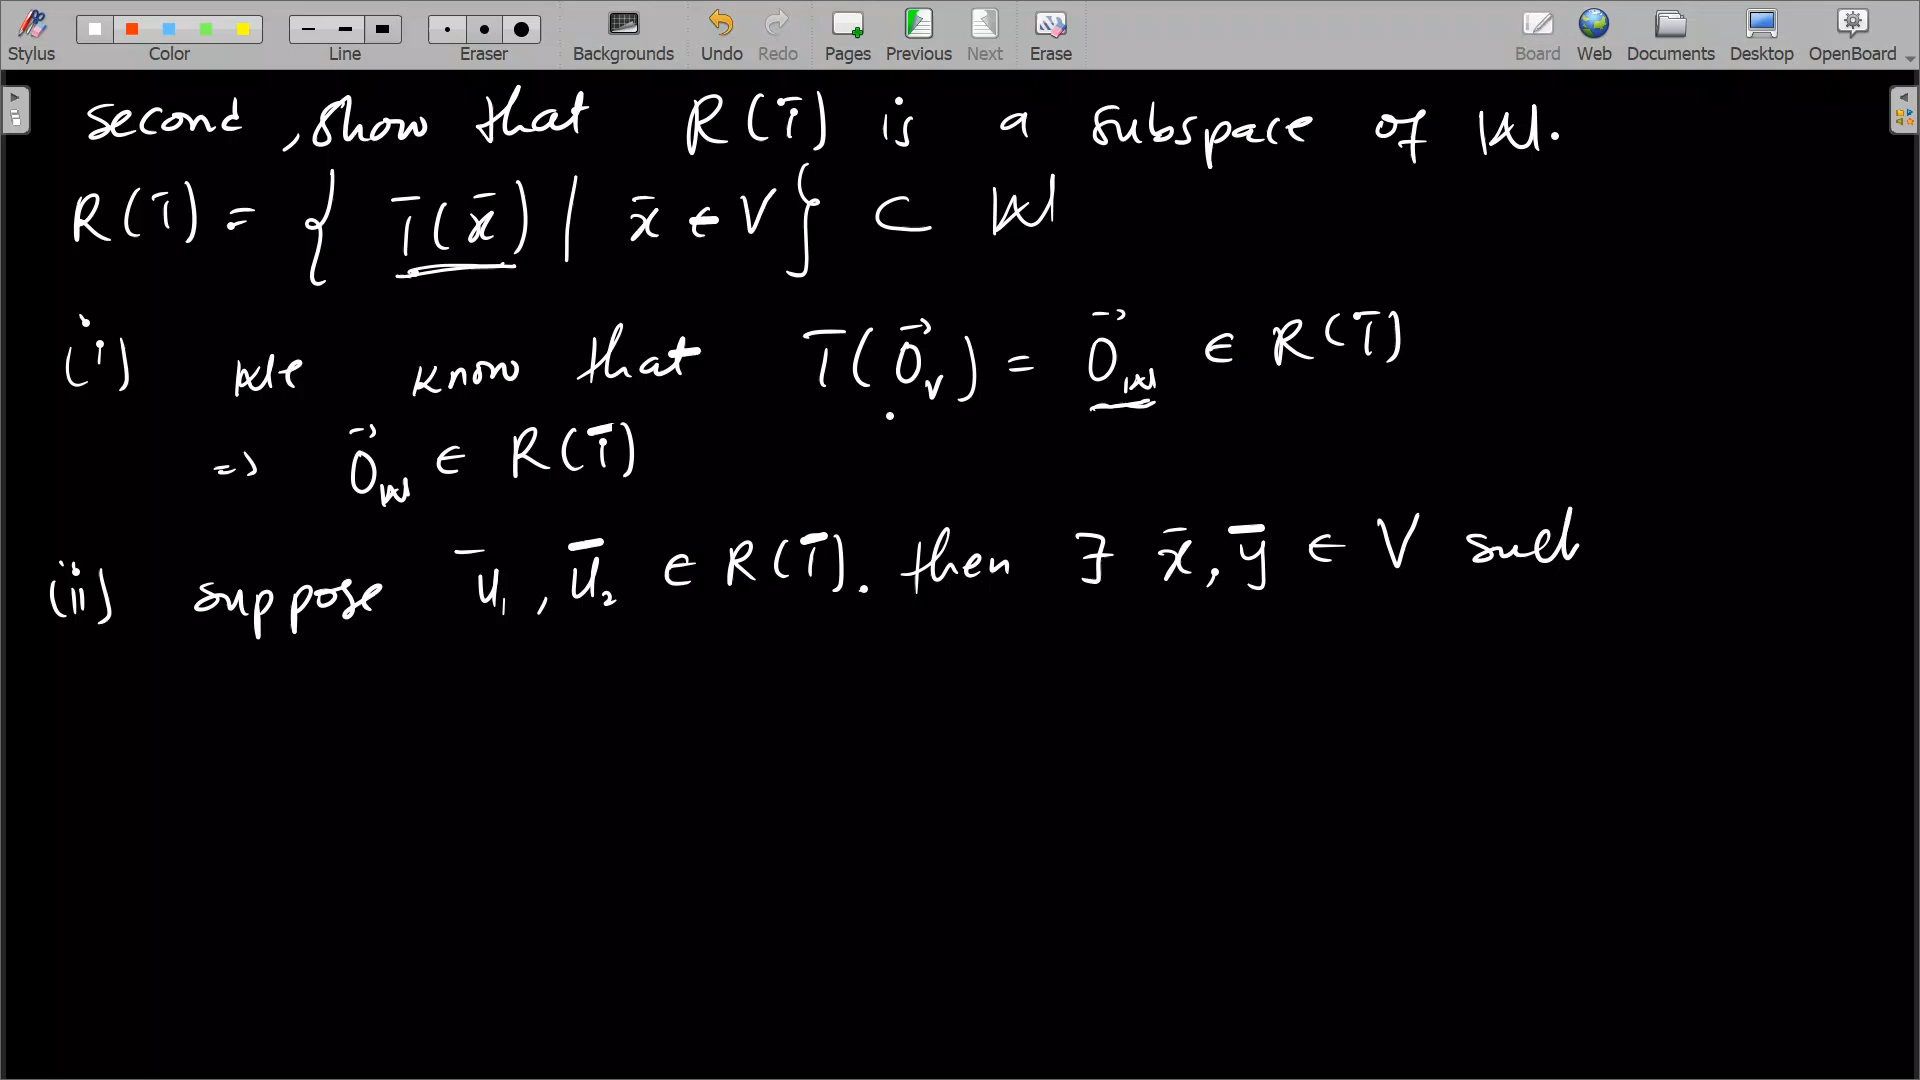 Stylus Color Line Eraser Backgrounds Undo Redo Pages Previous Next Erase Board Web Documents Desktop OpenBoard
second, show that R(T) is a subspace of W.
R(T) = { T(x̄) | x̄ ∈ V } ⊂ W
(i) We know that T(0⃗_V) = 0⃗_W ∈ R(T)
=> 0⃗_W ∈ R(T)
(ii) suppose ū₁, ū₂ ∈ R(T). then ∃ x̄, ȳ ∈ V such